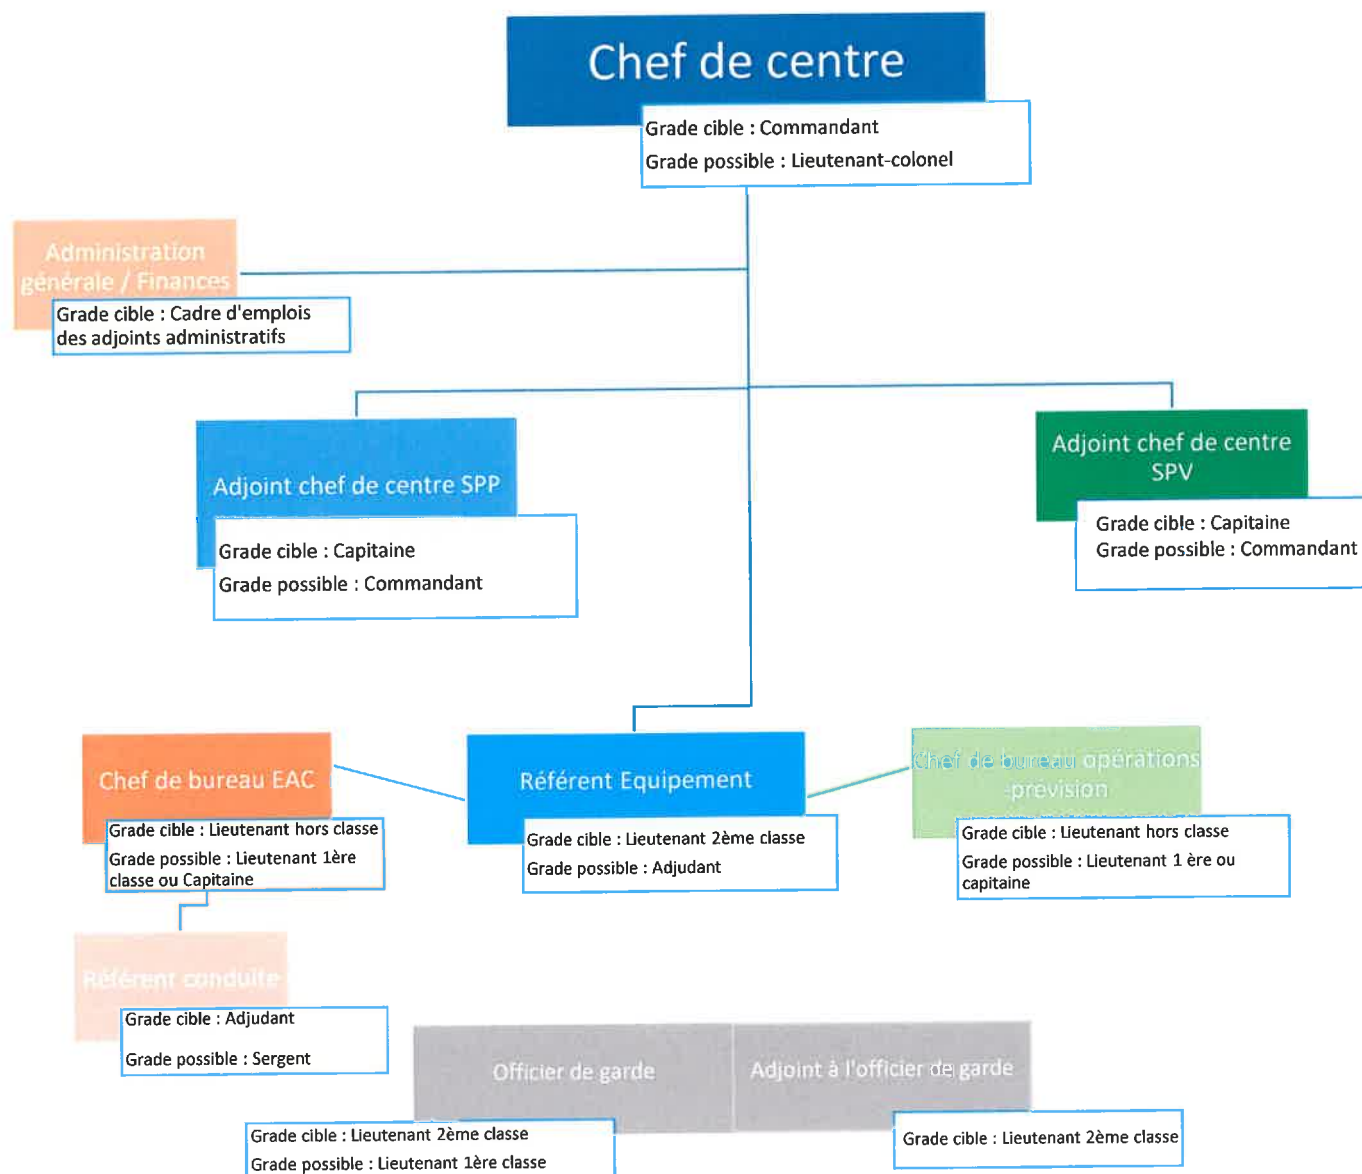 Chef de centre
Grade cible : Commandant
Grade possible : Lieutenant-colonel
Administration
générale / Finances
Grade cible : Cadre d'emplois
des adjoints administratifs
Adjoint chef de centre SPP
Grade cible : Capitaine
Grade possible : Commandant
Adjoint chef de centre
SPV
Grade cible : Capitaine
Grade possible : Commandant
Chef de bureau EAC
Grade cible : Lieutenant hors classe
Grade possible : Lieutenant 1ère
classe ou Capitaine
Référent Equipement
Grade cible : Lieutenant 2ème classe
Grade possible : Adjudant
Chef de bureau opérations
-prévision
Grade cible : Lieutenant hors classe
Grade possible : Lieutenant 1 ère ou
capitaine
Référent conduite
Grade cible : Adjudant
Grade possible : Sergent
Officier de garde
Grade cible : Lieutenant 2ème classe
Grade possible : Lieutenant 1ère classe
Adjoint à l'officier de garde
Grade cible : Lieutenant 2ème classe